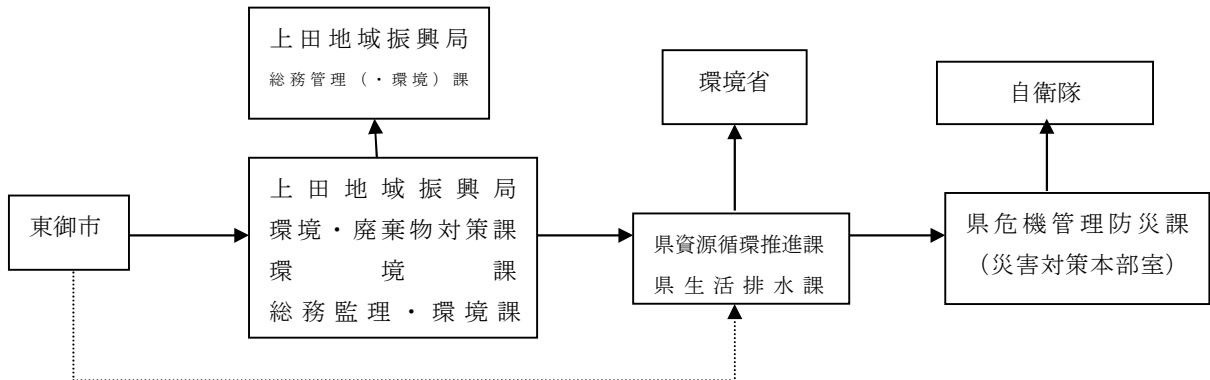 上田地域振興局
総務管理（・環境）課
環境省
自衛隊
東御市
上田地域振興局
環境・廃棄物対策課
環境課
総務監理・環境課
県資源循環推進課
県生活排水課
県危機管理防災課
（災害対策本部室）